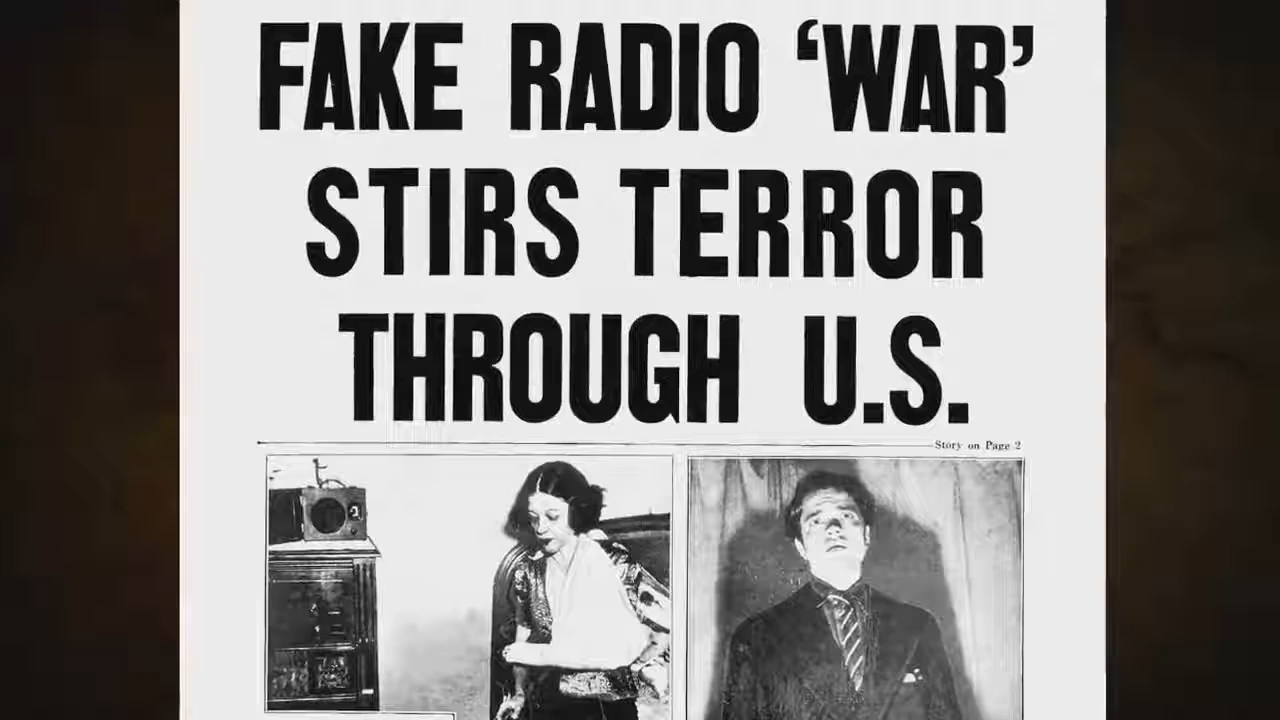 FAKE RADIO ‘WAR’
STIRS TERROR
THROUGH U.S.
Story on Page 2